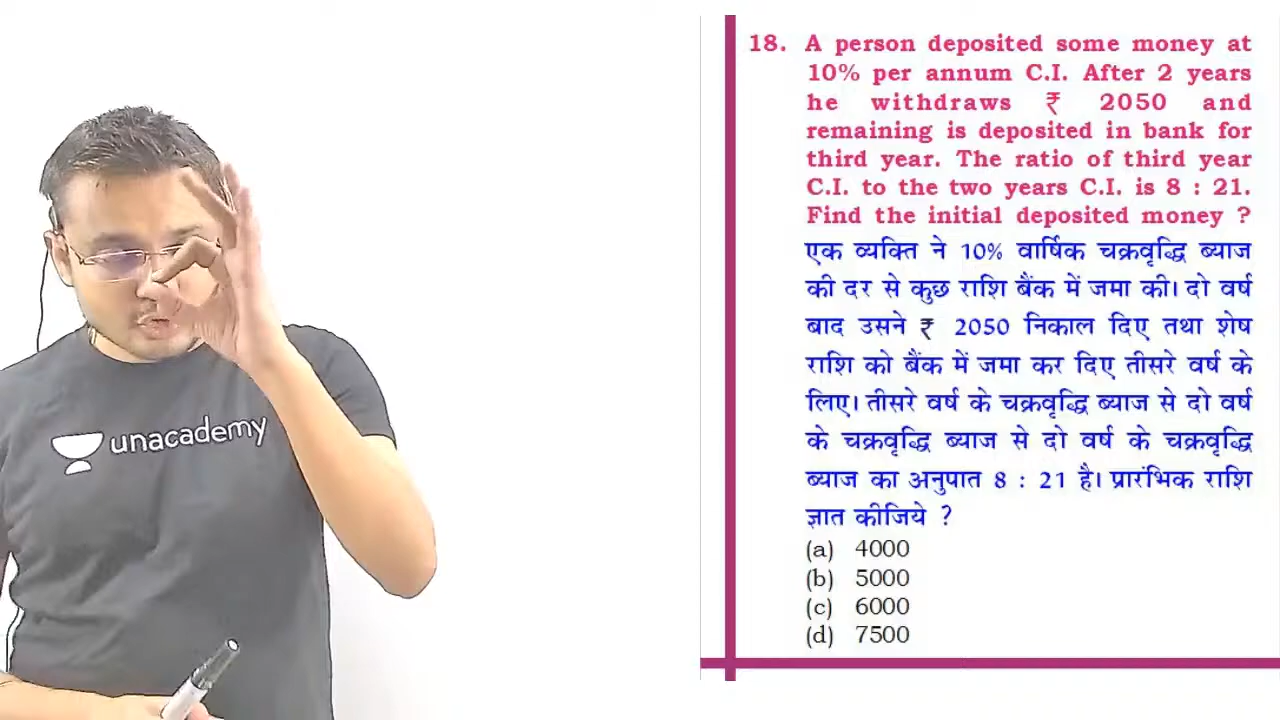 unacademy
18. A person deposited some money at
10% per annum C.I. After 2 years
he withdraws ₹ 2050 and
remaining is deposited in bank for
third year. The ratio of third year
C.I. to the two years C.I. is 8 : 21.
Find the initial deposited money ?
एक व्यक्ति ने 10% वार्षिक चक्रवृद्धि ब्याज
की दर से कुछ राशि बैंक में जमा की। दो वर्ष
बाद उसने ₹ 2050 निकाल दिए तथा शेष
राशि को बैंक में जमा कर दिए तीसरे वर्ष के
लिए। तीसरे वर्ष के चक्रवृद्धि ब्याज से दो वर्ष
के चक्रवृद्धि ब्याज से दो वर्ष के चक्रवृद्धि
ब्याज का अनुपात 8 : 21 है। प्रारंभिक राशि
ज्ञात कीजिये ?
(a) 4000
(b) 5000
(c) 6000
(d) 7500